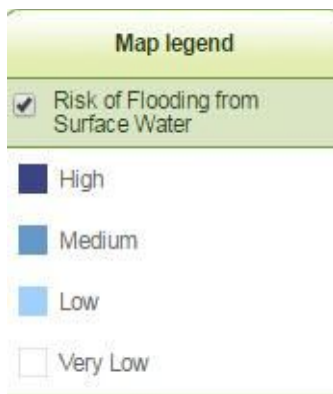 Map legend
Risk of Flooding from
Surface Water
High
Medium
Low
Very Low